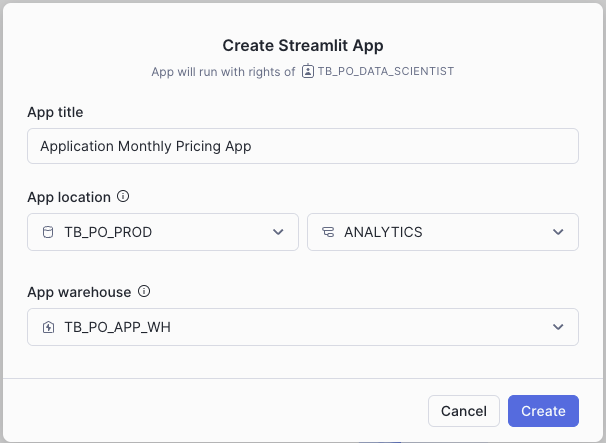 Create Streamlit App
App will run with rights of TB_PO_DATA_SCIENTIST
App title
Application Monthly Pricing App
App location
TB_PO_PROD ANALYTICS
App warehouse
TB_PO_APP_WH
Cancel Create